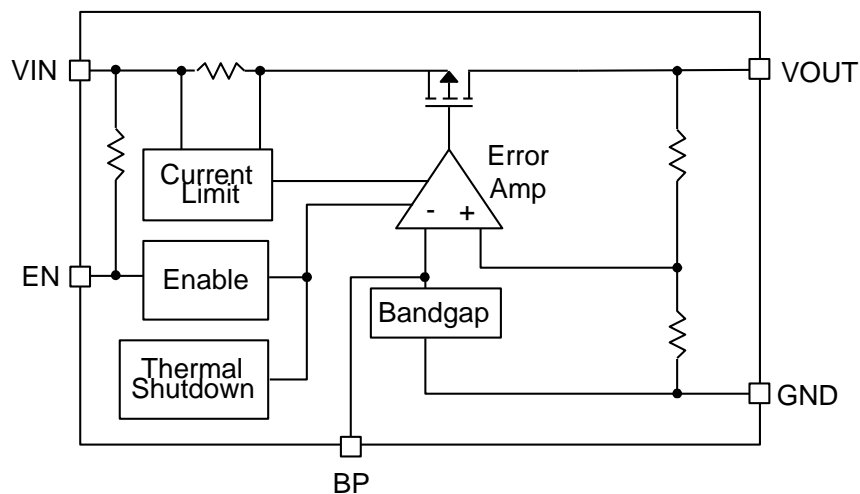 VIN
VOUT
Error
Amp
Current
Limit
- +
EN
Enable
Bandgap
Thermal
Shutdown
GND
BP